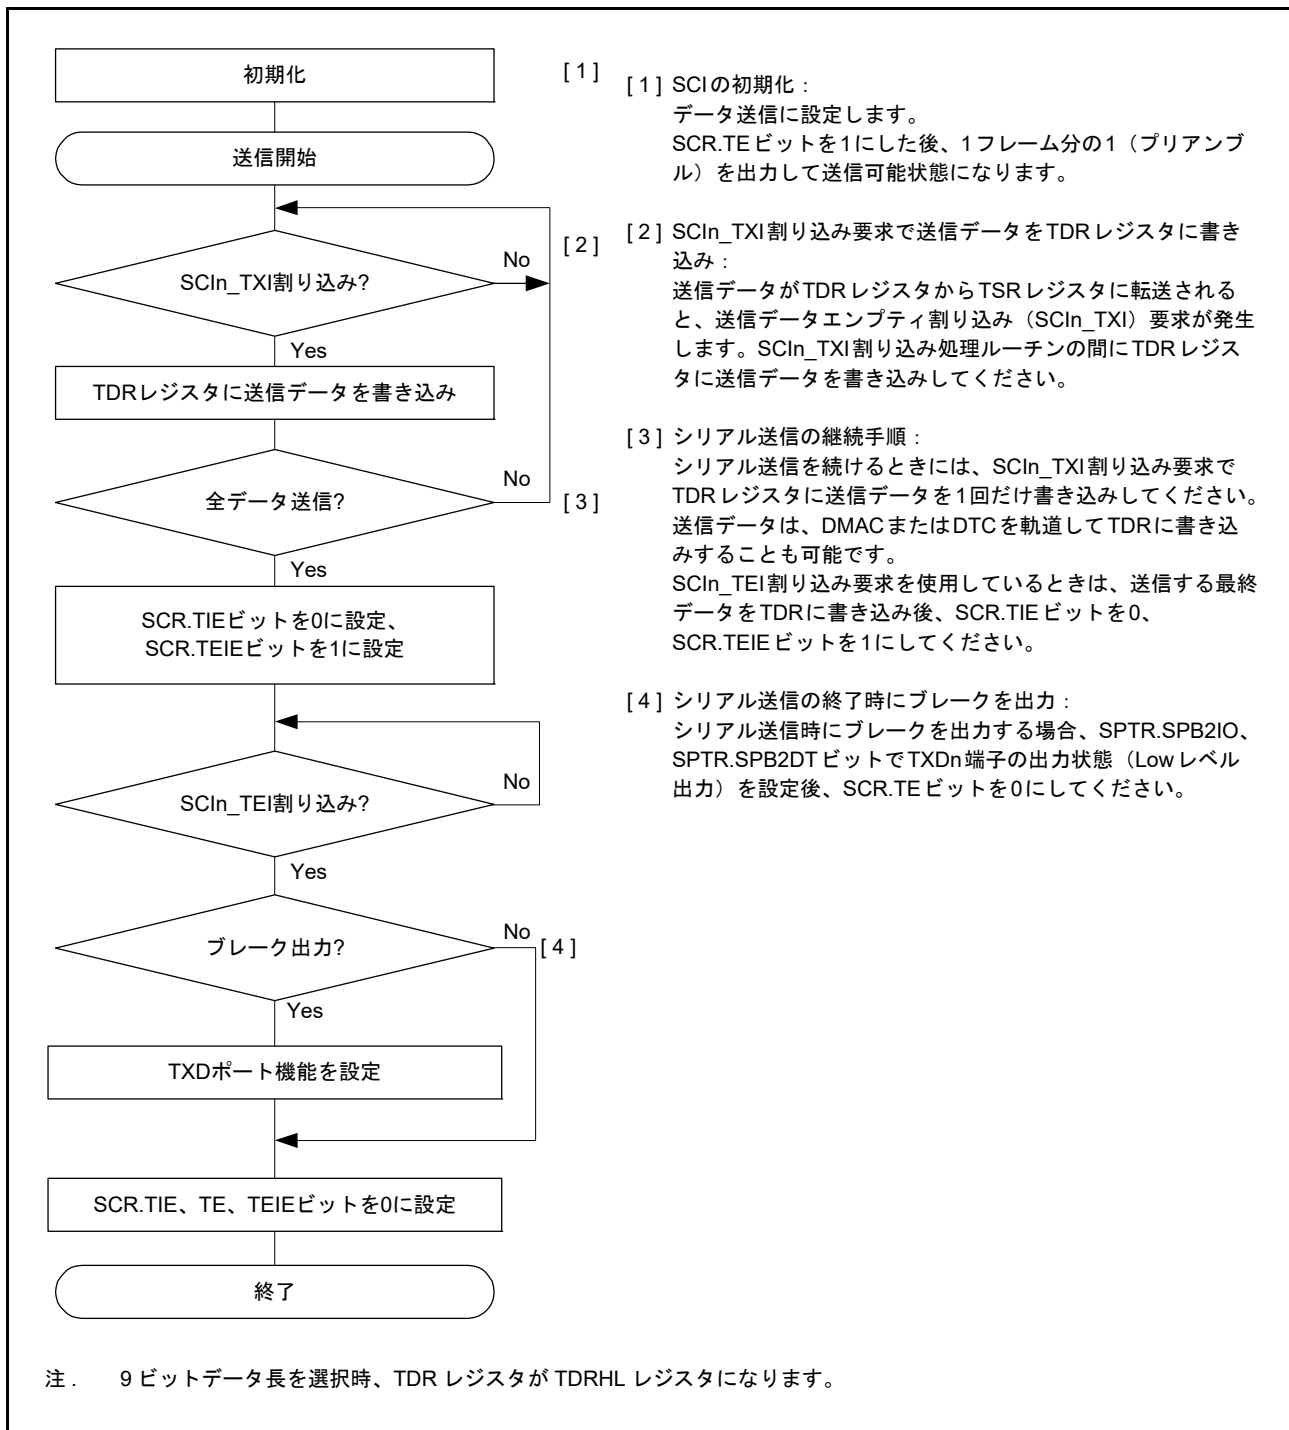 初期化
[ 1 ]
送信開始
SCIn_TXI割り込み?
No
[ 2 ]
Yes
TDRレジスタに送信データを書き込み
全データ送信?
No
[ 3 ]
Yes
SCR.TIEビットを0に設定、
SCR.TEIEビットを1に設定
SCIn_TEI割り込み?
No
Yes
ブレーク出力?
No
[ 4 ]
Yes
TXDポート機能を設定
SCR.TIE、TE、TEIEビットを0に設定
終了
[ 1 ] SCIの初期化：
データ送信に設定します。
SCR.TEビットを1にした後、1フレーム分の1（プリアンブ
ル）を出力して送信可能状態になります。
[ 2 ] SCIn_TXI割り込み要求で送信データをTDRレジスタに書き
込み：
送信データがTDRレジスタからTSRレジスタに転送される
と、送信データエンプティ割り込み（SCIn_TXI）要求が発生
します。SCIn_TXI割り込み処理ルーチンの間にTDRレジス
タに送信データを書き込みしてください。
[ 3 ] シリアル送信の継続手順：
シリアル送信を続けるときには、SCIn_TXI割り込み要求で
TDRレジスタに送信データを1回だけ書き込みしてください。
送信データは、DMACまたはDTCを軌道してTDRに書き込
みすることも可能です。
SCIn_TEI割り込み要求を使用しているときは、送信する最終
データをTDRに書き込み後、SCR.TIEビットを0、
SCR.TEIEビットを1にしてください。
[ 4 ] シリアル送信の終了時にブレークを出力：
シリアル送信時にブレークを出力する場合、SPTR.SPB2IO、
SPTR.SPB2DTビットでTXDn端子の出力状態（Lowレベル
出力）を設定後、SCR.TEビットを0にしてください。
注． 9 ビットデータ長を選択時、TDR レジスタが TDRHL レジスタになります。